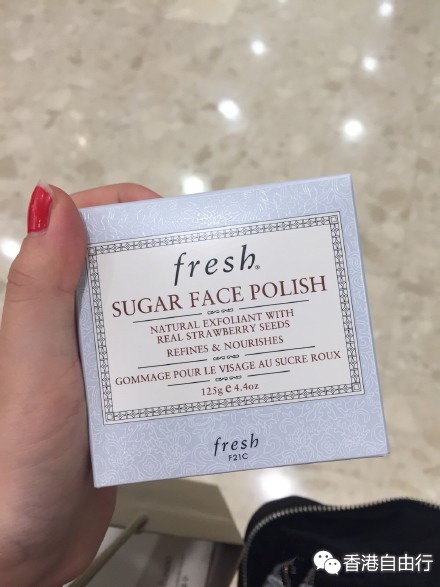 fresh®
SUGAR FACE POLISH
NATURAL EXFOLIANT WITH
REAL STRAWBERRY SEEDS
REFINES & NOURISHES
GOMMAGE POUR LE VISAGE AU SUCRE ROUX
125g e 4.4oz
fresh
F21C
香港自由行